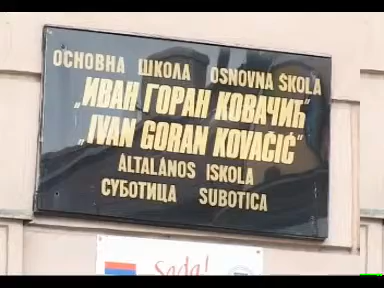 ОСНОВНА ШКОЛА OSNOVNA ŠKOLA
„ИВАН ГОРАН КОВАЧИЋ"
„IVAN GORAN KOVAČIĆ"
ÁLTALÁNOS ISKOLA
СУБОТИЦА SUBOTICA
Sada!